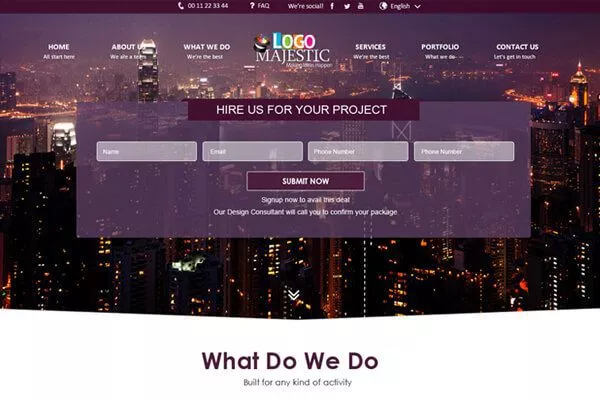 00 11 22 33 44 ? FAQ We're social! English
HOME ABOUT US WHAT WE DO LOGO SERVICES PORTFOLIO CONTACT US
All start here We are a team We're the best MAJESTIC We're the best What we do Let's get in touch
Making Ideas Happen
HIRE US FOR YOUR PROJECT
Name Email Phone Number Phone Number
SUBMIT NOW
Signup now to avail this deal
Our Design Consultant will call you to confirm your package
What Do We Do
Built for any kind of activity